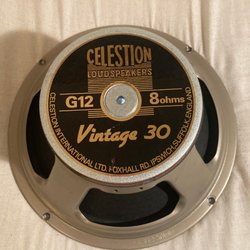 CELESTION
LOUDSPEAKERS
G12 8ohms
Vintage 30
CELESTION INTERNATIONAL LTD. FOXHALL RD. IPSWICH, SUFFOLK, ENGLAND